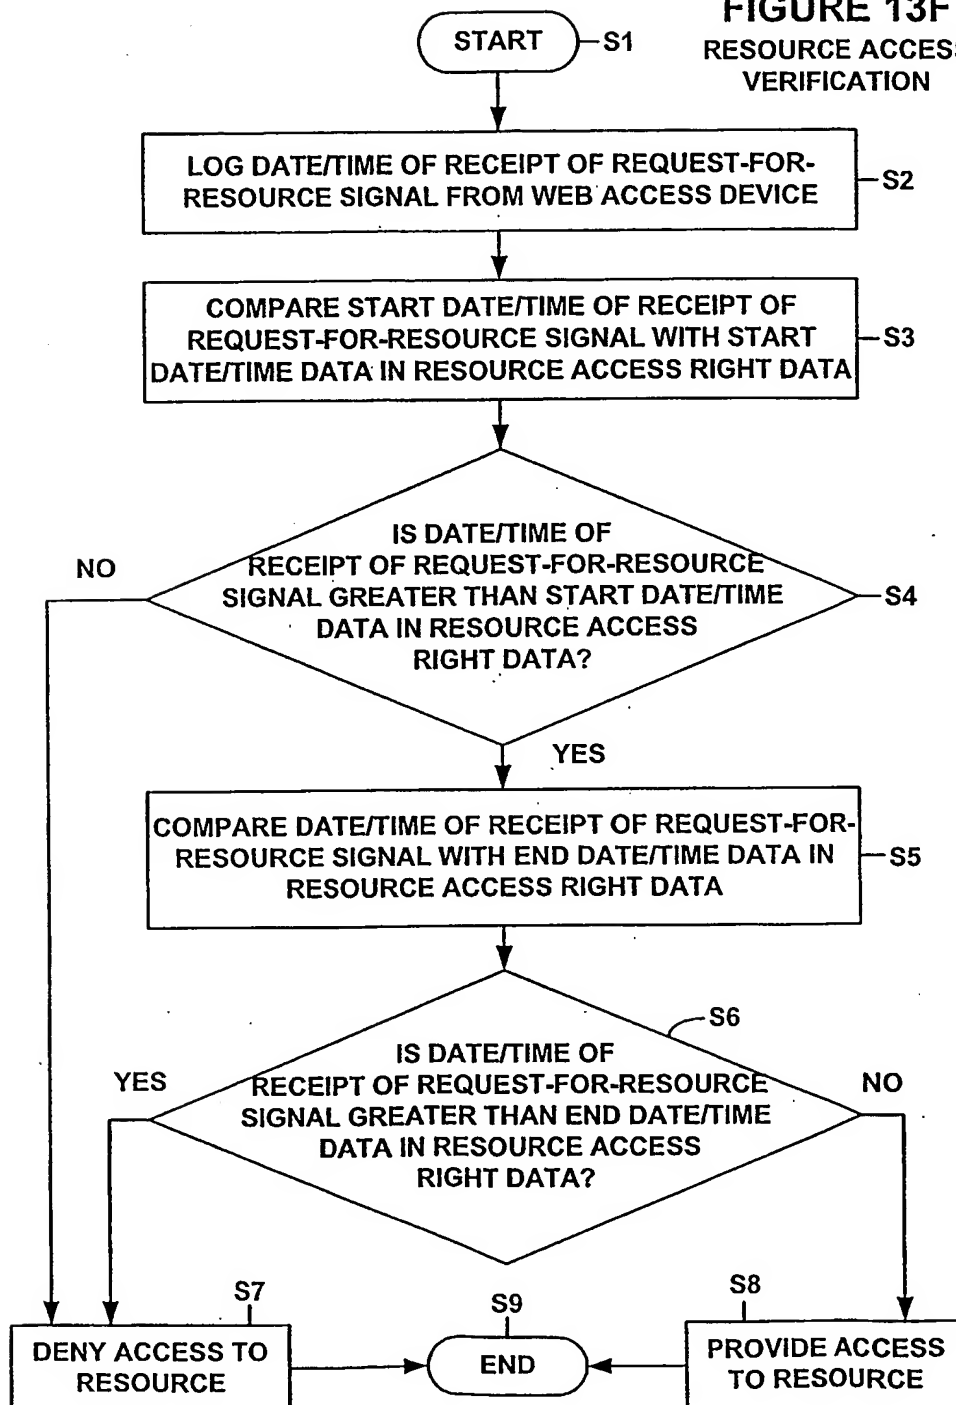 FIGURE 13F
RESOURCE ACCESS
VERIFICATION
START
S1
LOG DATE/TIME OF RECEIPT OF REQUEST-FOR-
RESOURCE SIGNAL FROM WEB ACCESS DEVICE
S2
COMPARE START DATE/TIME OF RECEIPT OF
REQUEST-FOR-RESOURCE SIGNAL WITH START
DATE/TIME DATA IN RESOURCE ACCESS RIGHT DATA
S3
IS DATE/TIME OF
RECEIPT OF REQUEST-FOR-RESOURCE
SIGNAL GREATER THAN START DATE/TIME
DATA IN RESOURCE ACCESS
RIGHT DATA?
NO
S4
YES
COMPARE DATE/TIME OF RECEIPT OF REQUEST-FOR-
RESOURCE SIGNAL WITH END DATE/TIME DATA IN
RESOURCE ACCESS RIGHT DATA
S5
S6
IS DATE/TIME OF
RECEIPT OF REQUEST-FOR-RESOURCE
SIGNAL GREATER THAN END DATE/TIME
DATA IN RESOURCE ACCESS
RIGHT DATA?
YES
NO
S7
DENY ACCESS TO
RESOURCE
S9
END
S8
PROVIDE ACCESS
TO RESOURCE